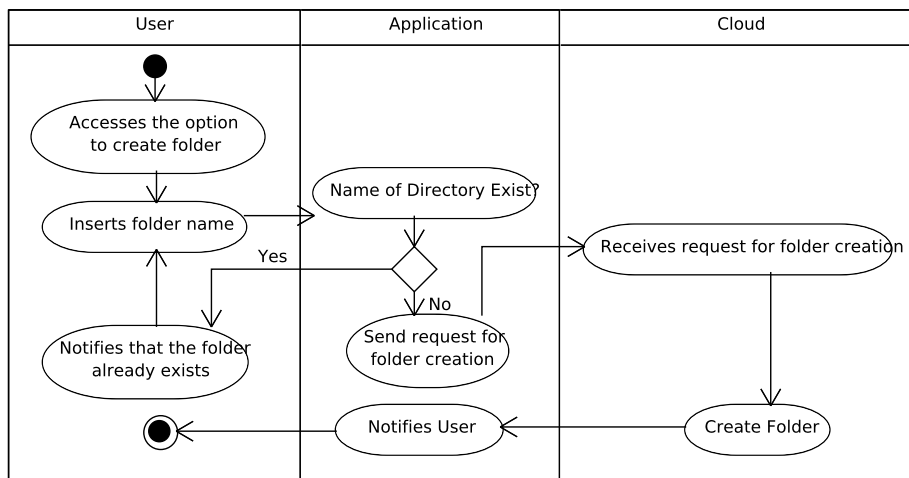 User
Application
Cloud
Accesses the option
to create folder
Inserts folder name
Name of Directory Exist?
Receives request for folder creation
Yes
No
Send request for
folder creation
Notifies that the folder
already exists
Notifies User
Create Folder